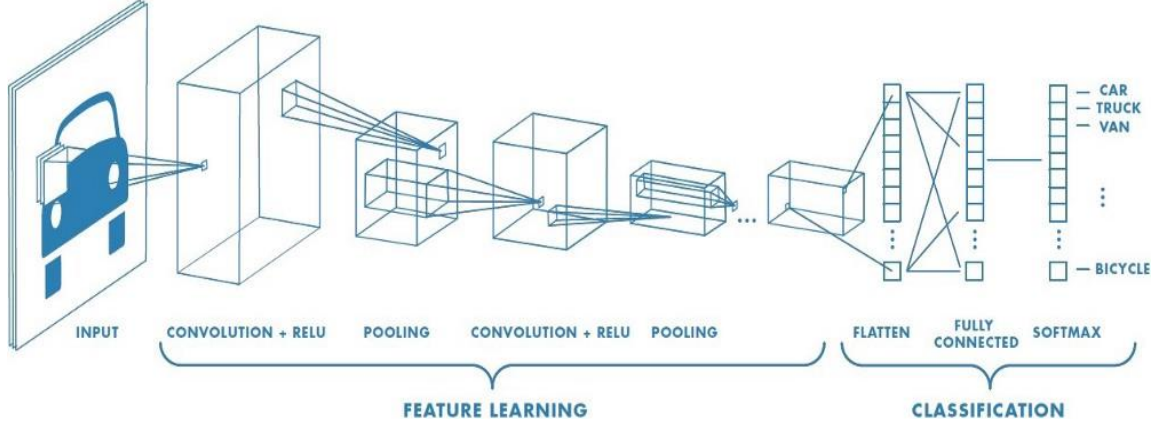 CAR
TRUCK
VAN
BICYCLE
INPUT
CONVOLUTION + RELU
POOLING
CONVOLUTION + RELU
POOLING
FLATTEN
FULLY
CONNECTED
SOFTMAX
FEATURE LEARNING
CLASSIFICATION